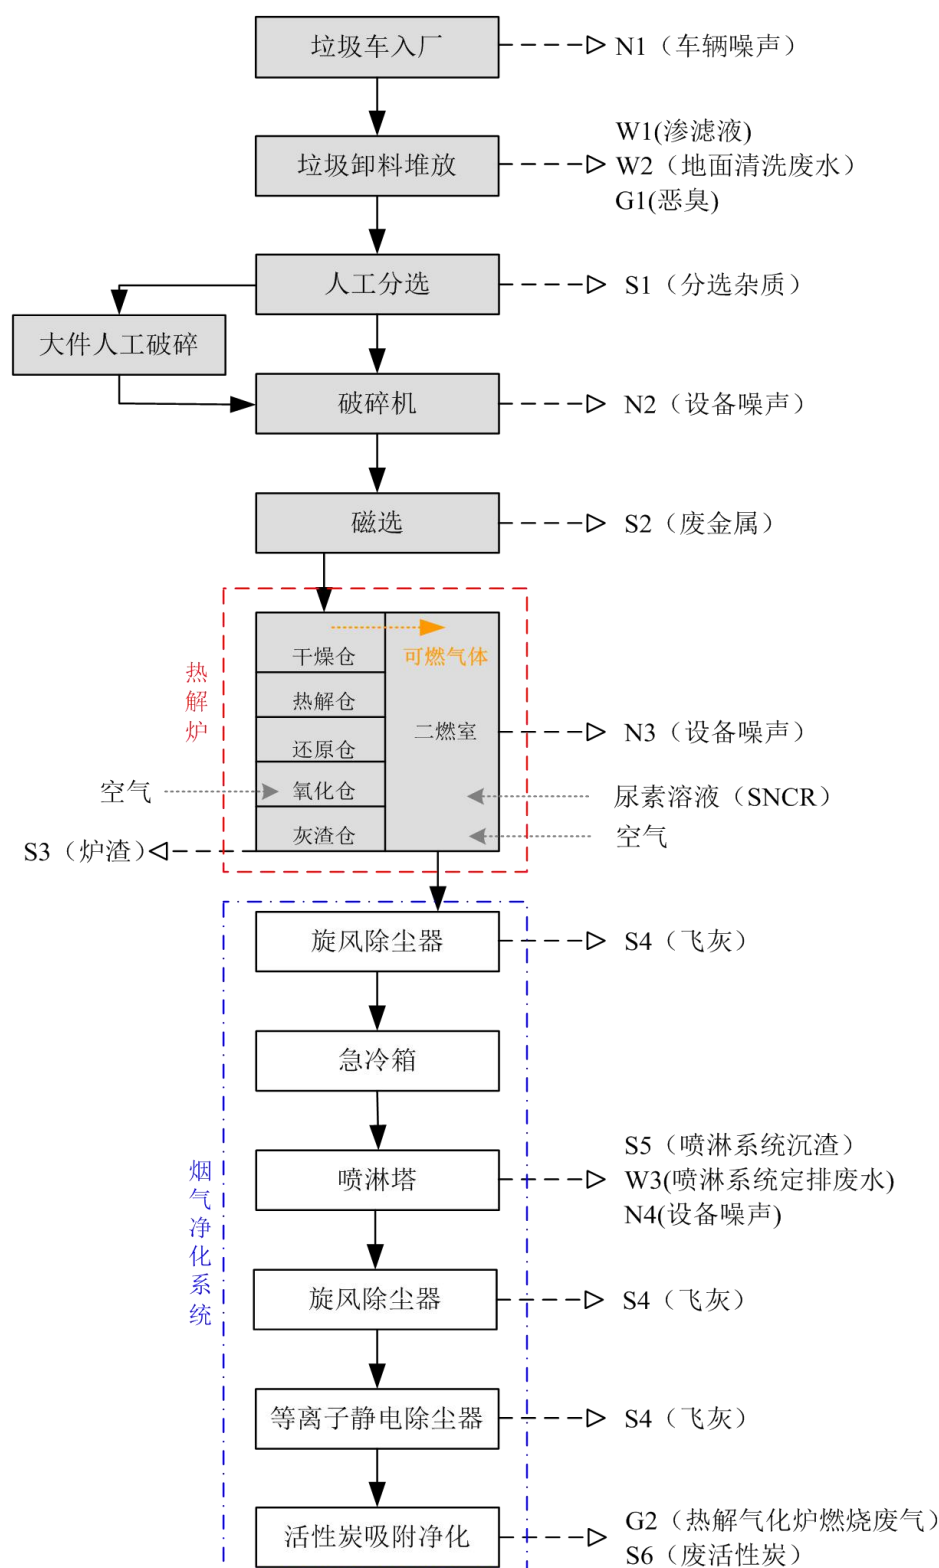 垃圾车入厂
N1（车辆噪声）
垃圾卸料堆放
W1(渗滤液)
W2（地面清洗废水）
G1(恶臭)
人工分选
S1（分选杂质）
大件人工破碎
破碎机
N2（设备噪声）
磁选
S2（废金属）
热解炉
干燥仓
可燃气体
热解仓
还原仓
二燃室
N3（设备噪声）
空气
氧化仓
尿素溶液（SNCR）
灰渣仓
空气
S3（炉渣）
烟气净化系统
旋风除尘器
S4（飞灰）
急冷箱
喷淋塔
S5（喷淋系统沉渣）
W3(喷淋系统定排废水)
N4(设备噪声)
旋风除尘器
S4（飞灰）
等离子静电除尘器
S4（飞灰）
活性炭吸附净化
G2（热解气化炉燃烧废气）
S6（废活性炭）